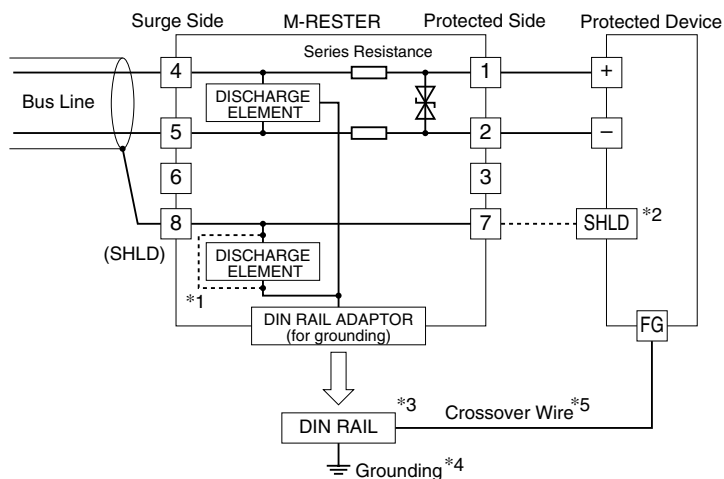 Surge Side M-RESTER Protected Side Protected Device
Series Resistance
4 1 +
Bus Line
DISCHARGE
ELEMENT
5 2 −
6 3
8 7 SHLD *2
(SHLD)
DISCHARGE
ELEMENT
*1
DIN RAIL ADAPTOR
(for grounding)
FG
*3
DIN RAIL
Crossover Wire*5
Grounding*4